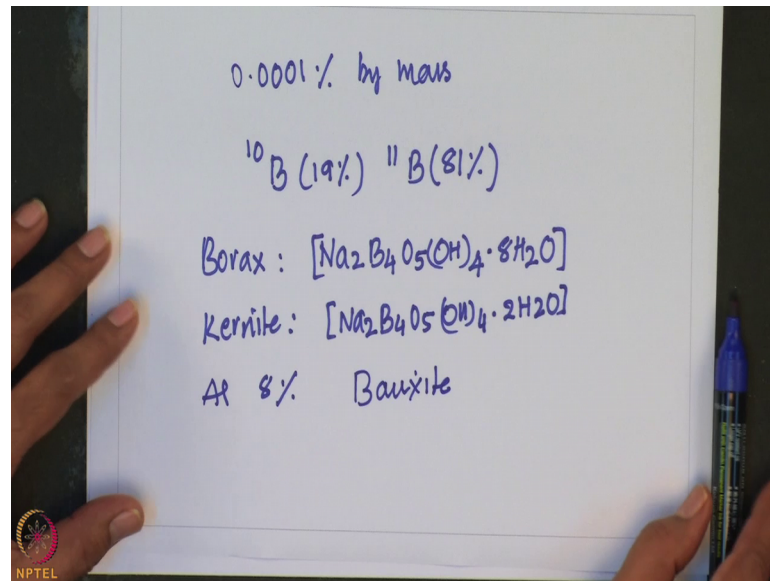 0.0001% by mass
¹⁰B (19%) ¹¹B (81%)
Borax : [Na2B4O5(OH)4·8H2O]
Kernite : [Na2B4O5(OH)4·2H2O]
Al 8% Bauxite
NPTEL